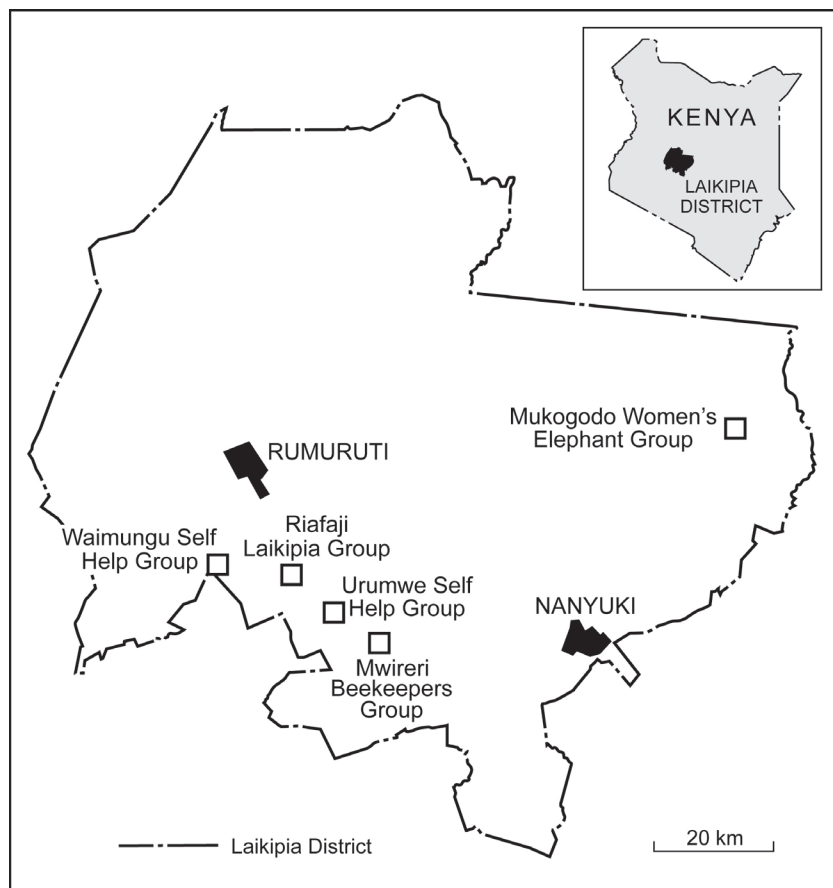 KENYA
LAIKIPIA
DISTRICT
Mukogodo Women's
Elephant Group
RUMURUTI
Waimungu Self
Help Group
Riafaji
Laikipia Group
Urumwe Self
Help Group
NANYUKI
Mwireri
Beekeepers
Group
Laikipia District
20 km